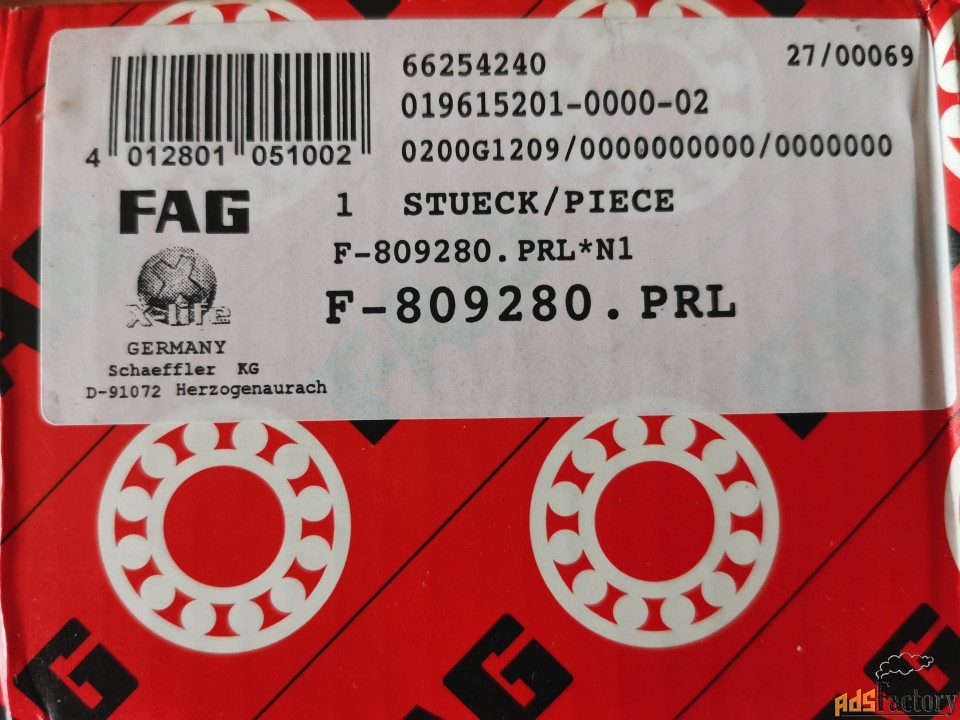 27/00069
66254240
019615201-0000-02
0200G1209/0000000000/0000000
4 012801 051002
FAG
1 STUECK/PIECE
F-809280.PRL*N1
F-809280.PRL
X-life
GERMANY
Schaeffler KG
D-91072 Herzogenaurach
AdsFactory